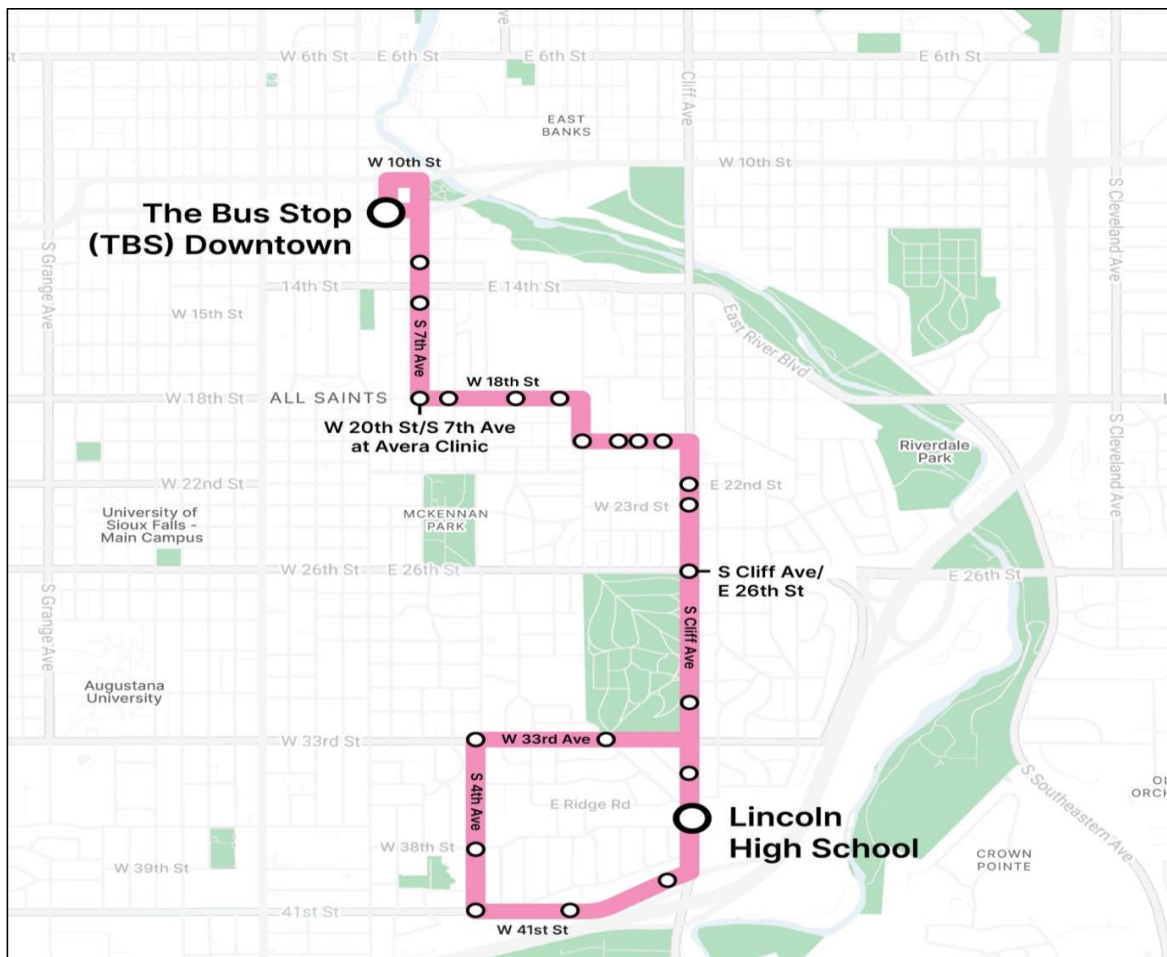 Ave
W 6th St
E 6th St
E 6th St
E 6th St
st
Cliff Ave
EAST
BANKS
W 10th St
W 10th St
The Bus Stop
(TBS) Downtown
S Grange Ave
S Cleveland Ave
14th St
E 14th St
W 15th St
S 7th Ave
East River Blvd
W 18th St
ALL SAINTS
W 18th St
E
W 20th St/S 7th Ave
at Avera Clinic
S Cleveland Ave
Riverdale
Park
W 22nd St
E 22nd St
University of
Sioux Falls -
Main Campus
MCKENNAN
PARK
W 23rd St
W 26th St
E 26th St
S Cliff Ave/
E 26th St
E 26th St
S Grange Ave
S Cliff Ave
Augustana
University
W 33rd St
W 33rd Ave
S 4th Ave
E Ridge Rd
Lincoln
High School
S Southeastern Ave
OL
ORCH
W 38th St
W 39th St
CROWN
POINTE
41st St
W 41st St